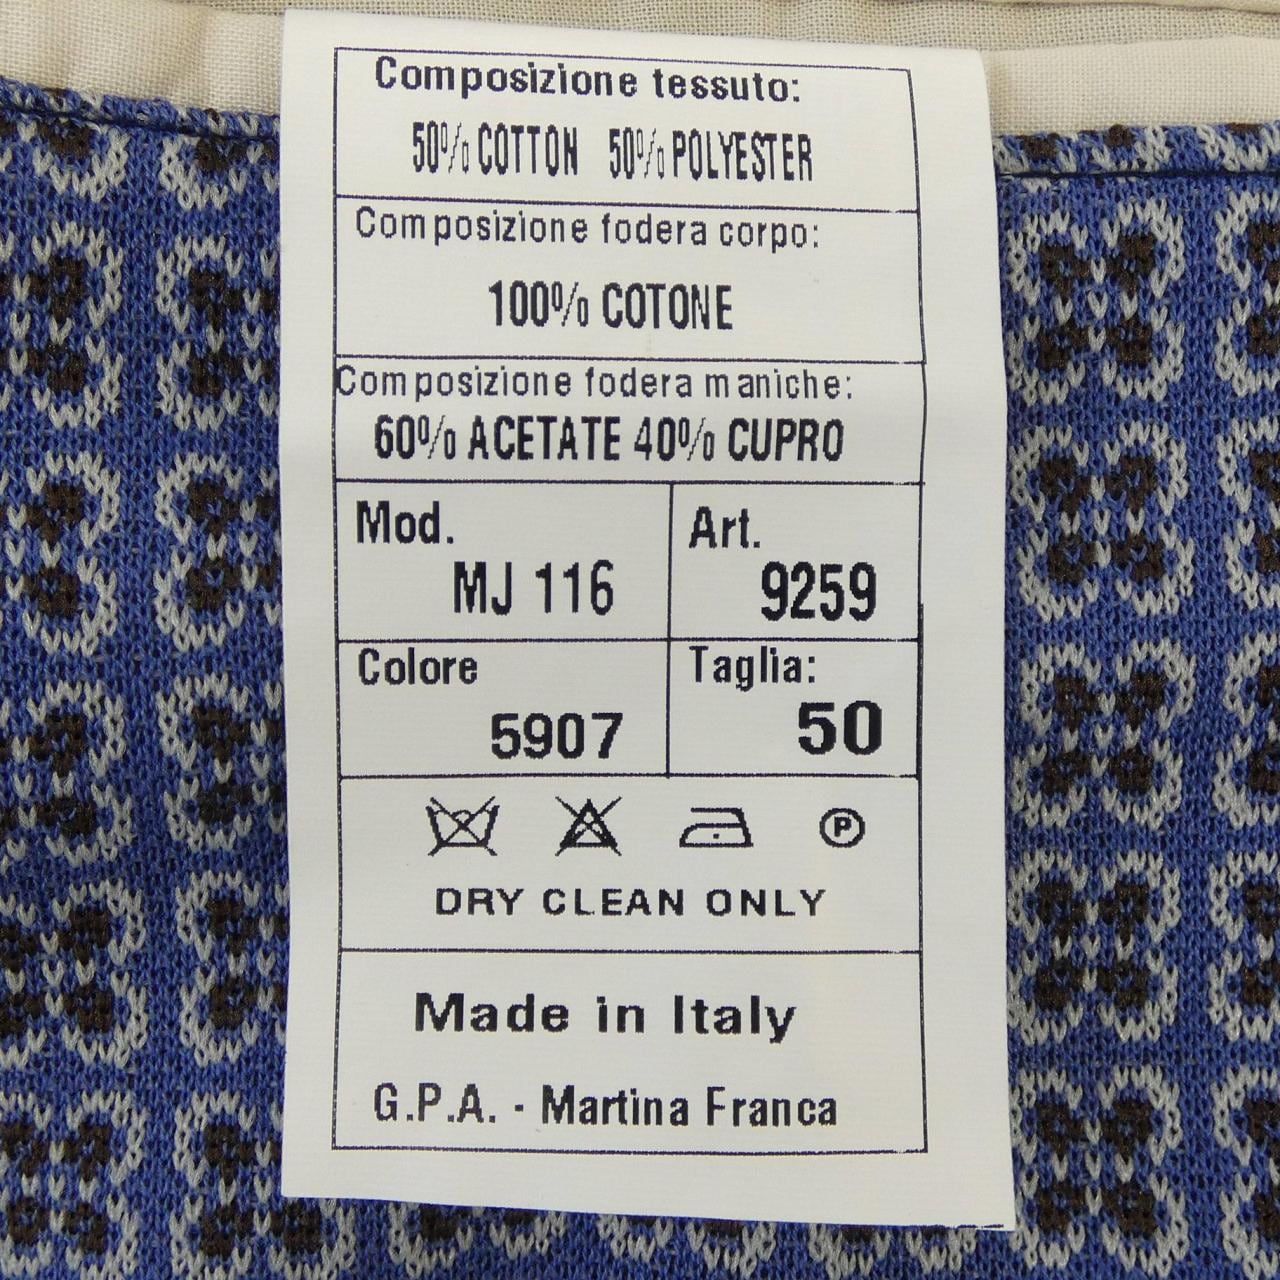 Composizione tessuto:
50% COTTON 50% POLYESTER
Composizione fodera corpo:
100% COTONE
Composizione fodera maniche:
60% ACETATE 40% CUPRO
Mod. Art.
MJ 116 9259
Colore Taglia:
5907 50
P
DRY CLEAN ONLY
Made in Italy
G.P.A. - Martina Franca